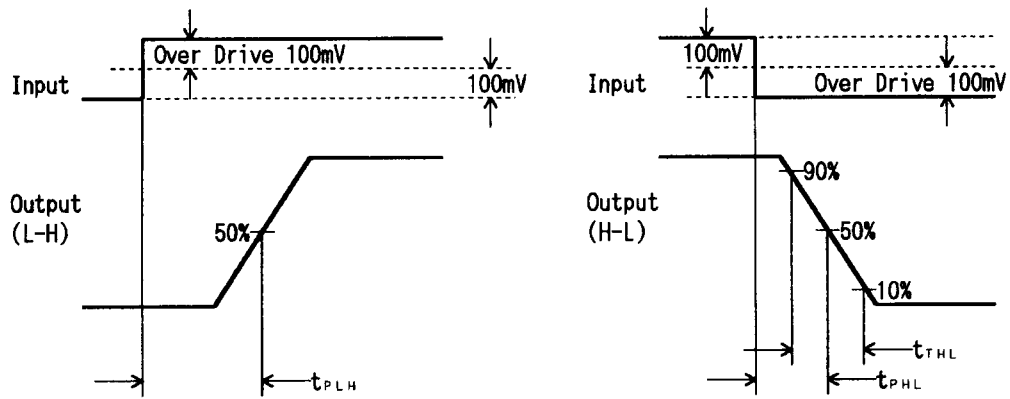 Over Drive 100mV
Input
100mV
Output
(L-H)
50%
tPLH
100mV
Input
Over Drive 100mV
90%
Output
(H-L)
50%
10%
tTHL
tPHL